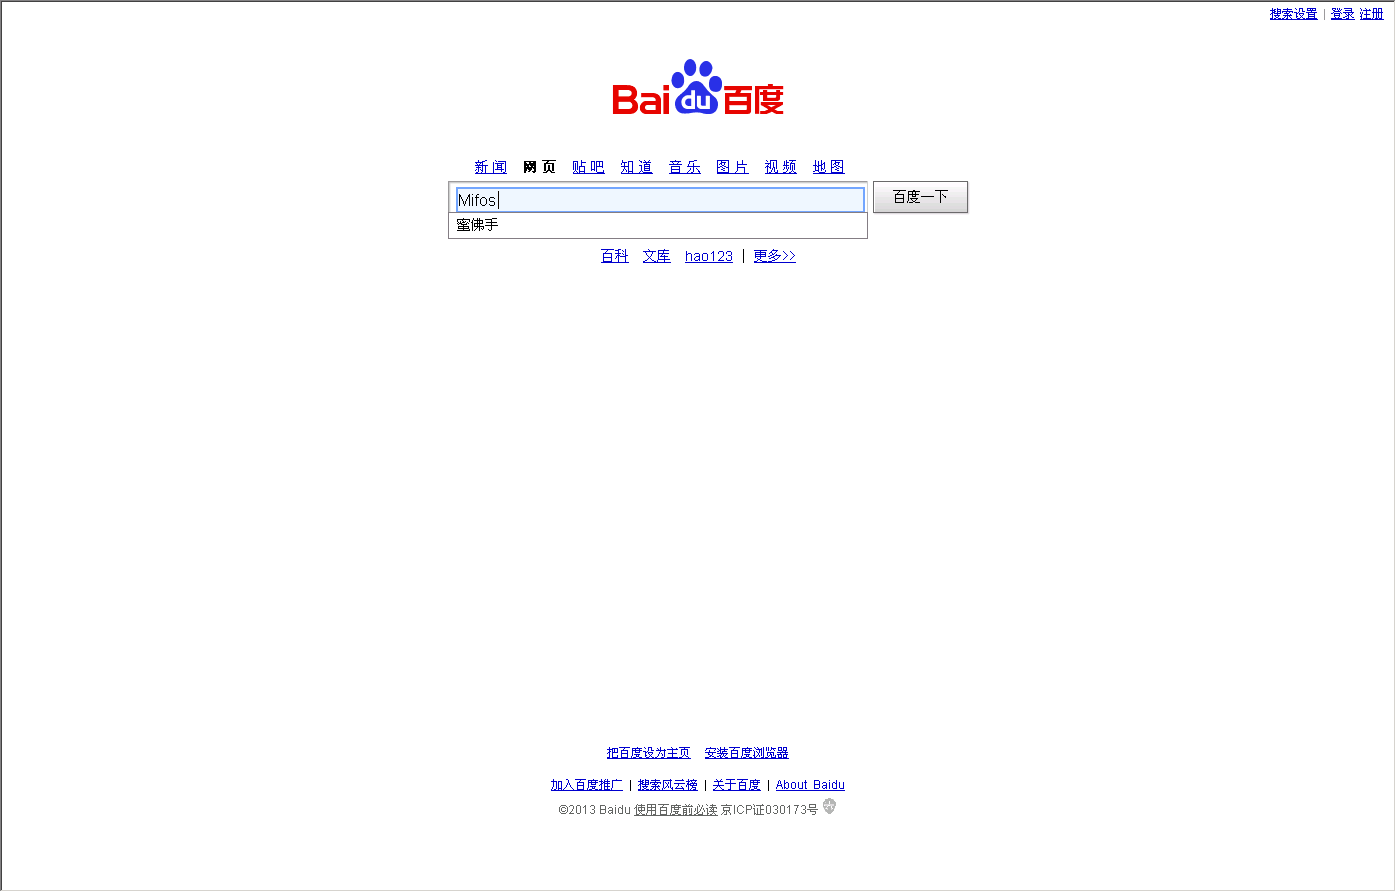 搜索设置 | 登录 注册
Bai du 百度
新 闻 网 页 贴 吧 知 道 音 乐 图 片 视 频 地 图
Mifos 百度一下
蜜佛手
百科 文库 hao123 | 更多>>
把百度设为主页 安装百度浏览器
加入百度推广 | 搜索风云榜 | 关于百度 | About Baidu
©2013 Baidu 使用百度前必读 京ICP证030173号